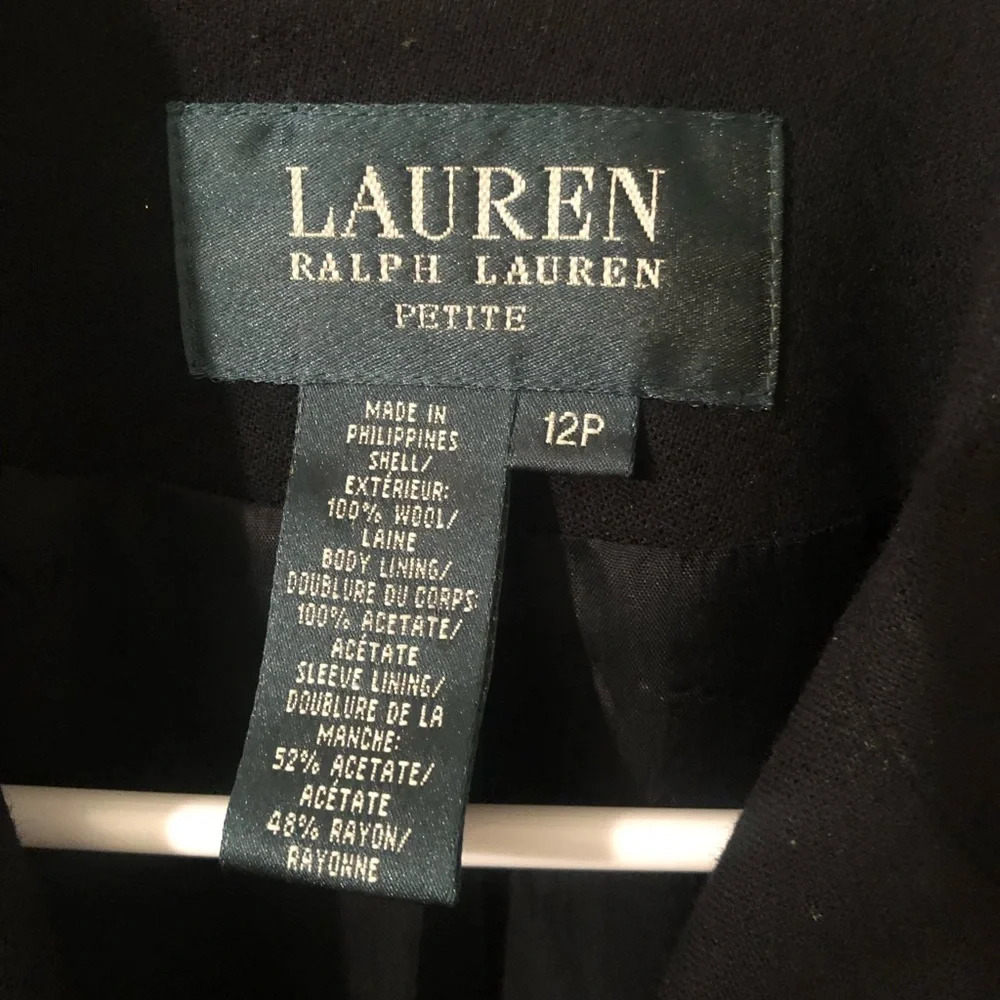 LAUREN
RALPH LAUREN
PETITE
12P
MADE IN
PHILIPPINES
SHELL/
EXTÉRIEUR:
100% WOOL/
LAINE
BODY LINING/
DOUBLURE DU CORPS:
100% ACETATE/
ACÉTATE
SLEEVE LINING/
DOUBLURE DE LA
MANCHE:
52% ACETATE/
ACÉTATE
48% RAYON/
RAYONNE